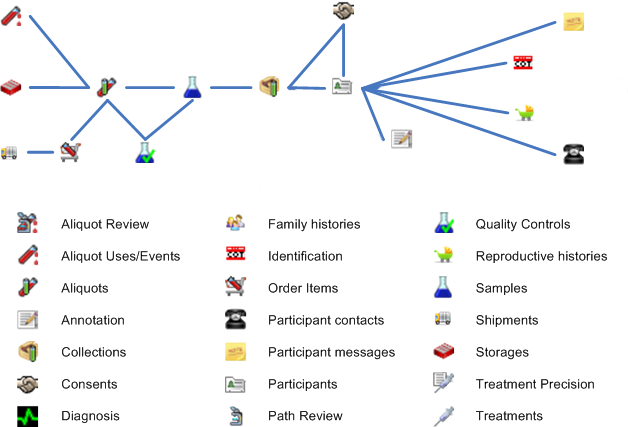 Aliquot Review
Family histories
Quality Controls
Aliquot Uses/Events
Identification
Reproductive histories
Aliquots
Order Items
Samples
Annotation
Participant contacts
Shipments
Collections
Participant messages
Storages
Consents
Participants
Treatment Precision
Diagnosis
Path Review
Treatments